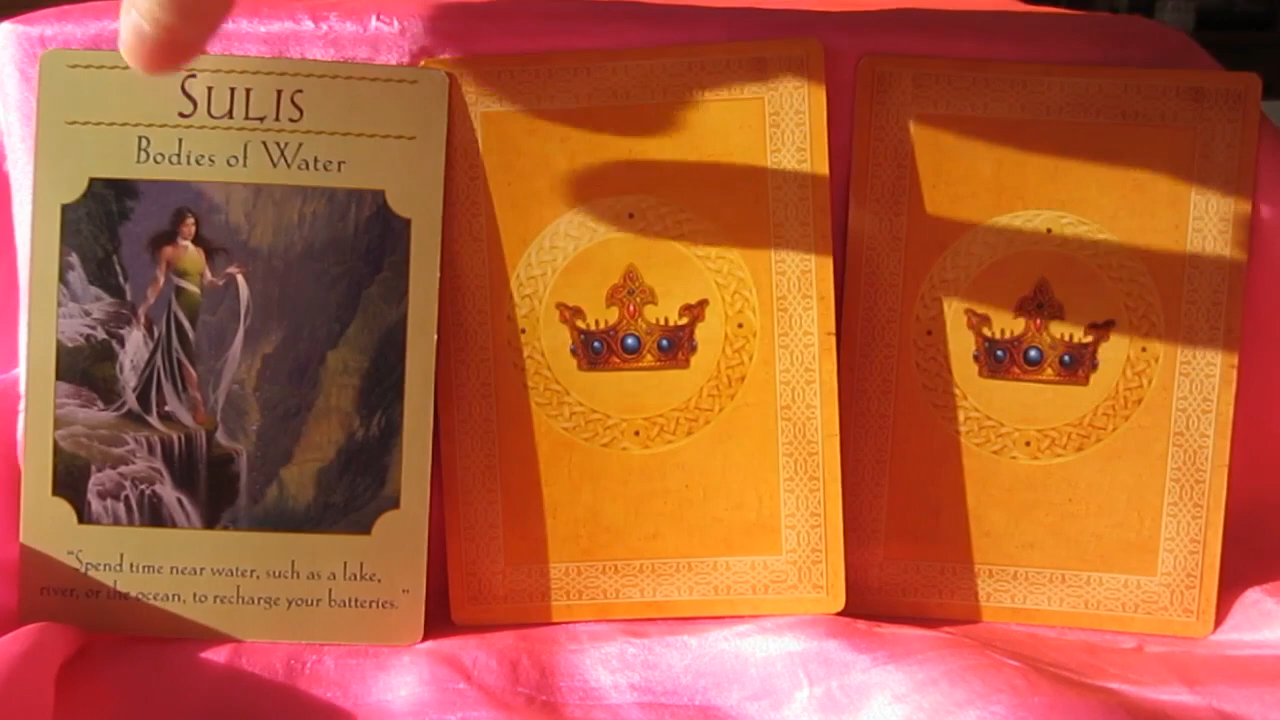 SULIS
Bodies of Water
"Spend time near water, such as a lake,
river, or the ocean, to recharge your batteries."